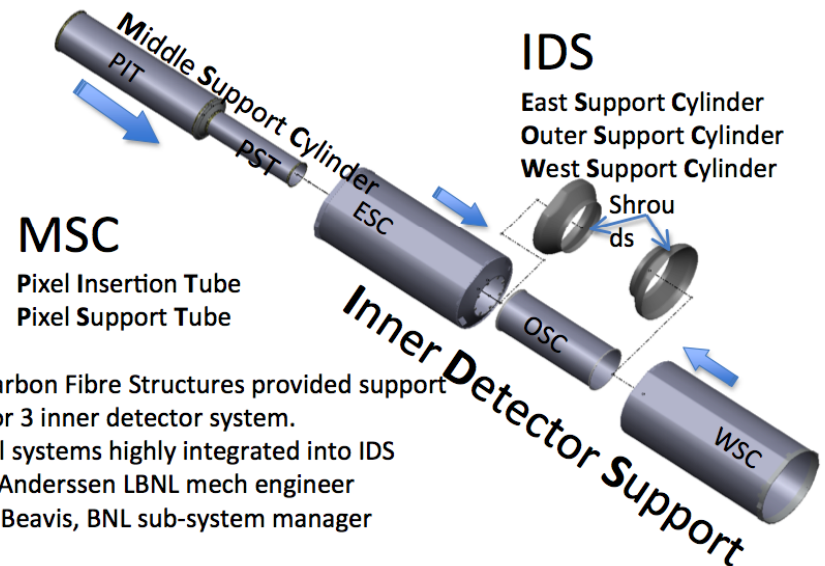 Middle Support Cylinder
PIT
PST
MSC
Pixel Insertion Tube
Pixel Support Tube
IDS
East Support Cylinder
Outer Support Cylinder
West Support Cylinder
Shrou
ds
ESC
OSC
WSC
Inner Detector Support
arbon Fibre Structures provided support
or 3 inner detector system.
l systems highly integrated into IDS
Anderssen LBNL mech engineer
Beavis, BNL sub-system manager